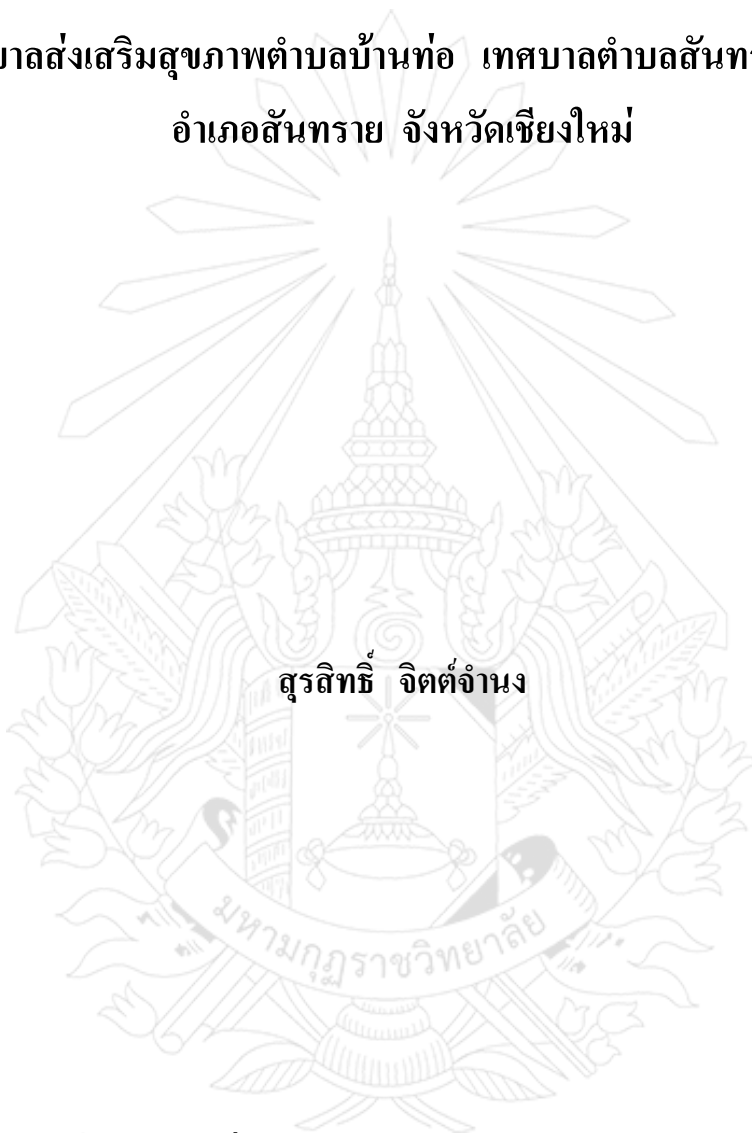 บาลส่งเสริมสุขภาพตำบลบ้านท่อ เทศบาลตำบลสันทร
อำเภอสันทราย จังหวัดเชียงใหม่
สุรสิทธิ์ จิตต์จำนง
มหามกุฏราชวิทยาลัย